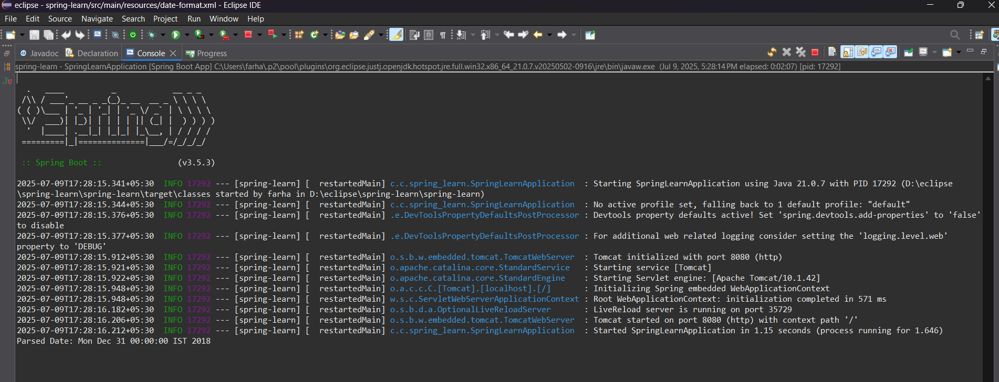 eclipse - spring-learn/src/main/resources/date-format.xml - Eclipse IDE
File Edit Source Navigate Search Project Run Window Help
@ Javadoc Declaration Console Progress
spring-learn - SpringLearnApplication [Spring Boot App] C:\Users\farha\.p2\pool\plugins\org.eclipse.justj.openjdk.hotspot.jre.full.win32.x86_64_21.0.7.v20250502-0916\jre\bin\javaw.exe (Jul 9, 2025, 5:28:14 PM elapsed: 0:02:07) [pid: 17292]
JU
  .   ____          _            __ _ _
 /\\ / ___'_ __ _ _(_)_ __  __ _ \ \ \ \
( ( )\___ | '_ | '_| | '_ \/ _` | \ \ \ \
 \\/  ___)| |_)| | | | | || (_| |  ) ) ) )
  '  |____| .__|_| |_|_| |_\__, | / / / /
 =========|_|==============|___/=/_/_/_/
 :: Spring Boot ::                (v3.5.3)
2025-07-09T17:28:15.341+05:30  INFO 17292 --- [spring-learn] [  restartedMain] c.c.spring_learn.SpringLearnApplication  : Starting SpringLearnApplication using Java 21.0.7 with PID 17292 (D:\eclipse
\spring-learn\spring-learn\target\classes started by farha in D:\eclipse\spring-learn\spring-learn)
2025-07-09T17:28:15.344+05:30  INFO 17292 --- [spring-learn] [  restartedMain] c.c.spring_learn.SpringLearnApplication  : No active profile set, falling back to 1 default profile: "default"
2025-07-09T17:28:15.376+05:30  INFO 17292 --- [spring-learn] [  restartedMain] .e.DevToolsPropertyDefaultsPostProcessor : Devtools property defaults active! Set 'spring.devtools.add-properties' to 'false'
to disable
2025-07-09T17:28:15.377+05:30  INFO 17292 --- [spring-learn] [  restartedMain] .e.DevToolsPropertyDefaultsPostProcessor : For additional web related logging consider setting the 'logging.level.web'
property to 'DEBUG'
2025-07-09T17:28:15.912+05:30  INFO 17292 --- [spring-learn] [  restartedMain] o.s.b.w.embedded.tomcat.TomcatWebServer  : Tomcat initialized with port 8080 (http)
2025-07-09T17:28:15.921+05:30  INFO 17292 --- [spring-learn] [  restartedMain] o.apache.catalina.core.StandardService   : Starting service [Tomcat]
2025-07-09T17:28:15.922+05:30  INFO 17292 --- [spring-learn] [  restartedMain] o.apache.catalina.core.StandardEngine    : Starting Servlet engine: [Apache Tomcat/10.1.42]
2025-07-09T17:28:15.948+05:30  INFO 17292 --- [spring-learn] [  restartedMain] o.a.c.c.C.[Tomcat].[localhost].[/]       : Initializing Spring embedded WebApplicationContext
2025-07-09T17:28:15.948+05:30  INFO 17292 --- [spring-learn] [  restartedMain] w.s.c.ServletWebServerApplicationContext : Root WebApplicationContext: initialization completed in 571 ms
2025-07-09T17:28:16.182+05:30  INFO 17292 --- [spring-learn] [  restartedMain] o.s.b.d.a.OptionalLiveReloadServer       : LiveReload server is running on port 35729
2025-07-09T17:28:16.206+05:30  INFO 17292 --- [spring-learn] [  restartedMain] o.s.b.w.embedded.tomcat.TomcatWebServer  : Tomcat started on port 8080 (http) with context path '/'
2025-07-09T17:28:16.212+05:30  INFO 17292 --- [spring-learn] [  restartedMain] c.c.spring_learn.SpringLearnApplication  : Started SpringLearnApplication in 1.15 seconds (process running for 1.646)
Parsed Date: Mon Dec 31 00:00:00 IST 2018